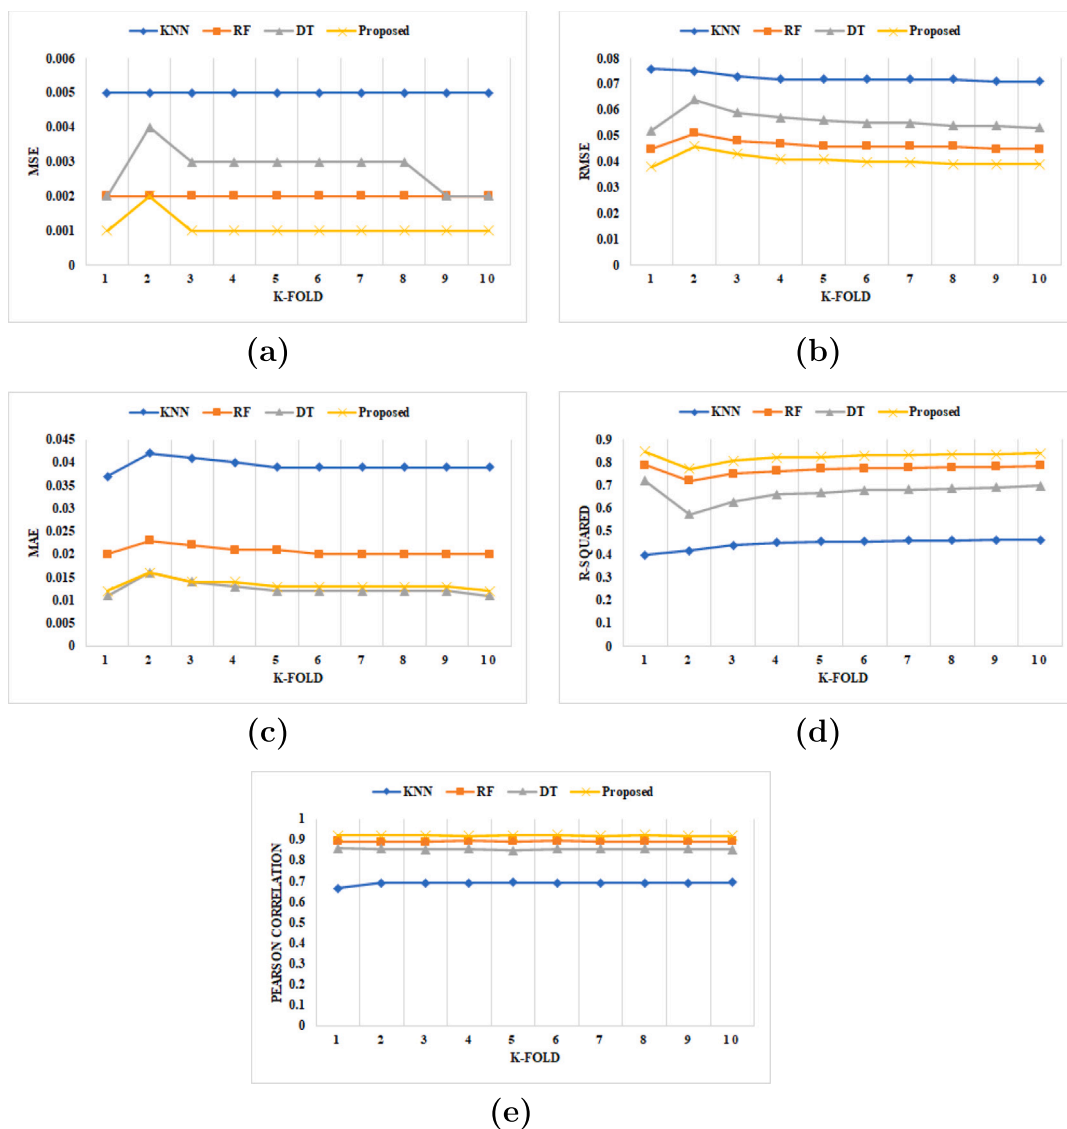 KNN RF DT Proposed
0.006
0.005
0.004
0.003
0.002
0.001
0
MSE
1 2 3 4 5 6 7 8 9 10
K-FOLD
(a)
KNN RF DT Proposed
0.08
0.07
0.06
0.05
0.04
0.03
0.02
0.01
0
RMSE
1 2 3 4 5 6 7 8 9 10
K-FOLD
(b)
KNN RF DT Proposed
0.045
0.04
0.035
0.03
0.025
0.02
0.015
0.01
0.005
0
MAE
1 2 3 4 5 6 7 8 9 10
K-FOLD
(c)
KNN RF DT Proposed
0.9
0.8
0.7
0.6
0.5
0.4
0.3
0.2
0.1
0
R-SQUARED
1 2 3 4 5 6 7 8 9 10
K-FOLD
(d)
KNN RF DT Proposed
1
0.9
0.8
0.7
0.6
0.5
0.4
0.3
0.2
0.1
0
PEARSON CORRELATION
1 2 3 4 5 6 7 8 9 10
K-FOLD
(e)